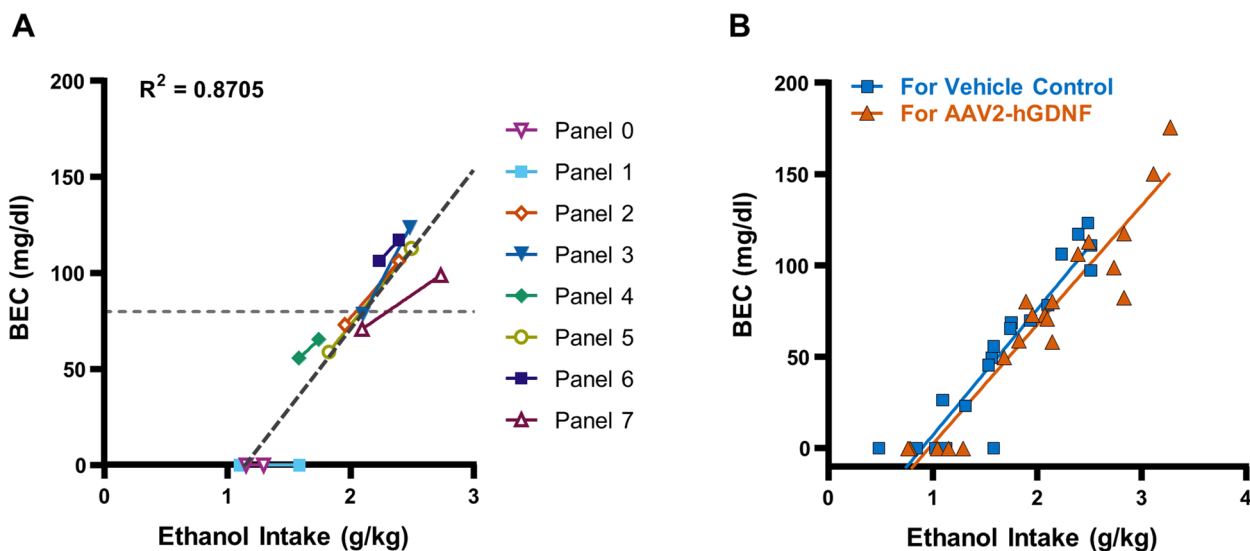 A
R² = 0.8705
200
150
100
50
0
BEC (mg/dl)
0 1 2 3
Ethanol Intake (g/kg)
Panel 0
Panel 1
Panel 2
Panel 3
Panel 4
Panel 5
Panel 6
Panel 7
B
For Vehicle Control
For AAV2-hGDNF
200
150
100
50
0
BEC (mg/dl)
0 1 2 3 4
Ethanol Intake (g/kg)